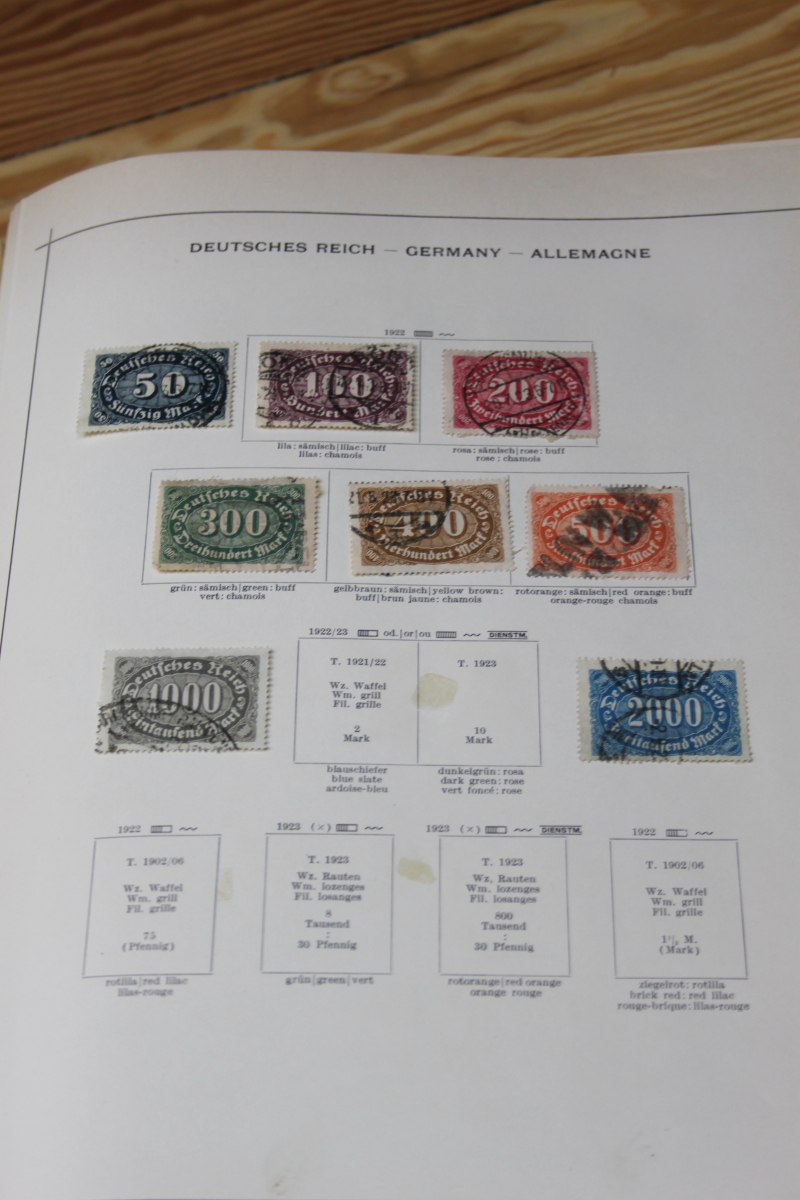 DEUTSCHES REICH — GERMANY — ALLEMAGNE
1922
50 50
Deutsches Reich
50
Fünfzig Mark
50
Deutsches Reich
100
Hundert Mark
Deutsches Reich
200
Zweihundert Mark
lila: sämisch|lilac: buff
lilas: chamois
rosa: sämisch|rose: buff
rose: chamois
Deutsches Reich
300
Dreihundert Mark
Deutsches Reich
400
Vierhundert Mark
Deutsches Reich
500
Fünfhundert Mark
grün: sämisch|green: buff
vert: chamois
gelbbraun: sämisch|yellow brown:
buff|brun jaune: chamois
rotorange: sämisch|red orange: buff
orange-rouge chamois
1922/23 od.|or|ou DIENSTM.
Deutsches Reich
1000
Eintausend Mark
T. 1921/22
Wz. Waffel
Wm. grill
Fil. grille
2
Mark
blauschiefer
blue slate
ardoise-bleu
T. 1923
10
Mark
dunkelgrün: rosa
dark green: rose
vert foncé: rose
Deutsches Reich
2000
Zweitausend Mark
1922
T. 1902/06
Wz. Waffel
Wm. grill
Fil. grille
75
(Pfennig)
rotlila|red lilac
lilas-rouge
1923 (×)
T. 1923
Wz. Rauten
Wm. lozenges
Fil. losanges
8
Tausend
:
30 Pfennig
grün|green|vert
1923 (×) DIENSTM.
T. 1923
Wz. Rauten
Wm. lozenges
Fil. losanges
800
Tausend
:
30 Pfennig
rotorange|red orange
orange rouge
1922
T. 1902/06
Wz. Waffel
Wm. grill
Fil. grille
M.
(Mark)
ziegelrot: rotlila
brick red: red lilac
rouge-brique: lilas-rouge